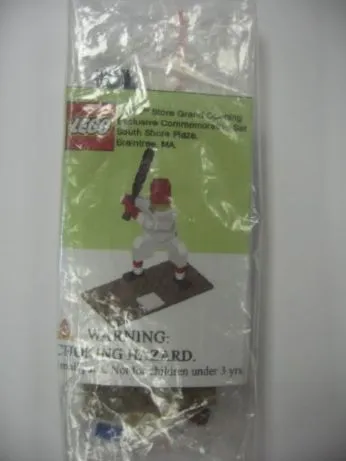 LEGO
Store Grand Opening
Exclusive Commemorative Set
South Shore Plaza,
Braintree, MA
WARNING:
CHOKING HAZARD.
Not for children under 3 yrs